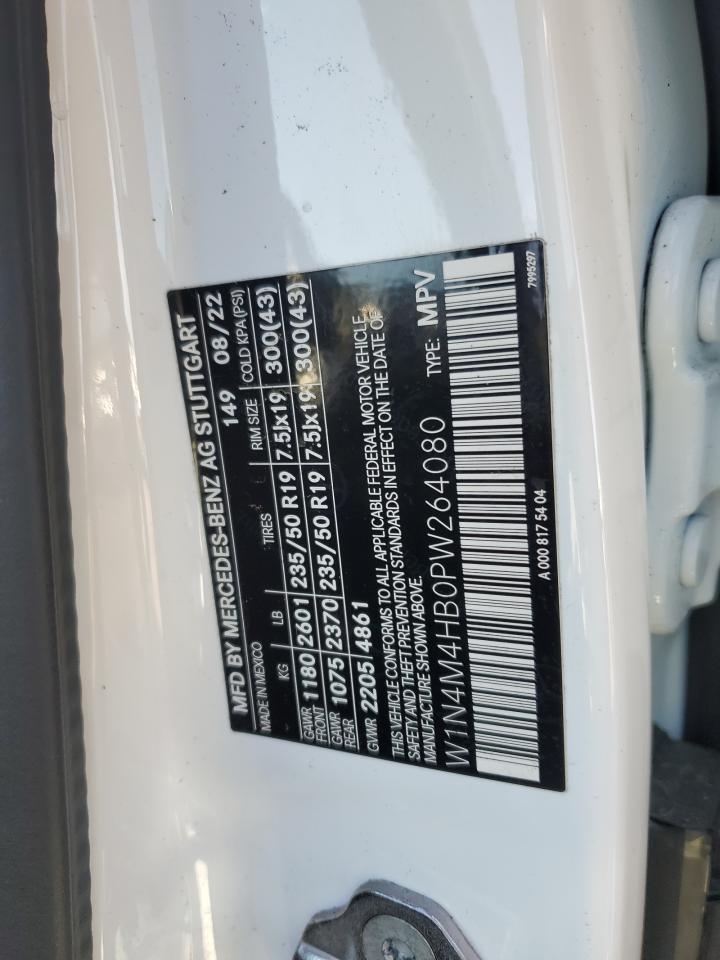 MFD BY MERCEDES-BENZ AG STUTTGART
MADE IN MEXICO 149 08/22
KG LB TIRES RIM SIZE COLD KPA(PSI)
GAWR FRONT 1180 2601 235/50 R19 7.5Jx19 300(43)
GAWR REAR 1075 2370 235/50 R19 7.5Jx19 300(43)
GVWR 2205 4861
THIS VEHICLE CONFORMS TO ALL APPLICABLE FEDERAL MOTOR VEHICLE
SAFETY AND THEFT PREVENTION STANDARDS IN EFFECT ON THE DATE OF
MANUFACTURE SHOWN ABOVE.
W1N4M4HB0PW264080 TYPE: MPV
A 000 817 54 04 7995297